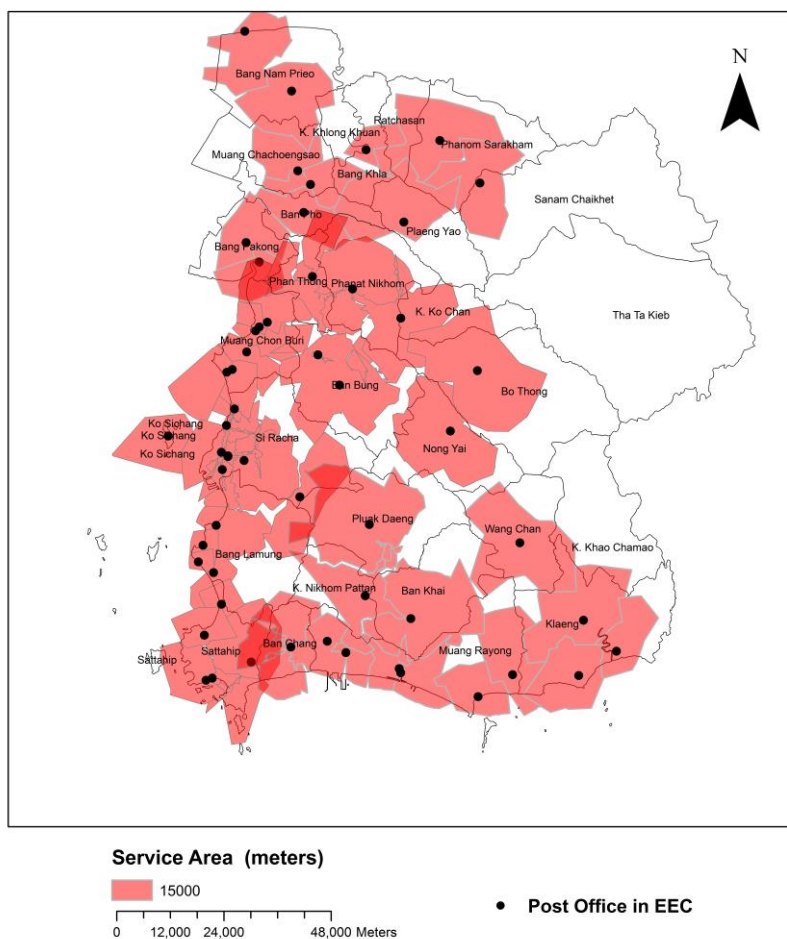 N
Bang Nam Prieo
Ratchasan
K. Khlong Khuan
Phanom Sarakham
Muang Chachoengsao
Bang Khla
Sanam Chaikhet
Ban Pho
Plaeng Yao
Bang Pakong
Phan Thong
Phanat Nikhom
K. Ko Chan
Tha Ta Kieb
Muang Chon Buri
Ban Bung
Bo Thong
Ko Sichang
Ko Sichang
Si Racha
Nong Yai
Ko Sichang
Pluak Daeng
Wang Chan
Bang Lamung
K. Khao Chamao
K. Nikhom Pattan
Ban Khai
Klaeng
Sattahip
Sattahip
Ban Chang
Muang Rayong
Service Area (meters)
15000
Post Office in EEC
0 12,000 24,000 48,000 Meters